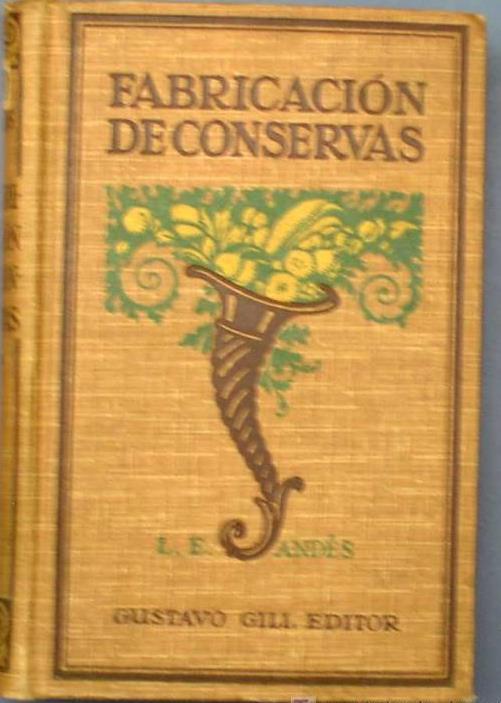 FABRICACIÓN
DE CONSERVAS
L. E. ANDÉS
GUSTAVO GILI, EDITOR